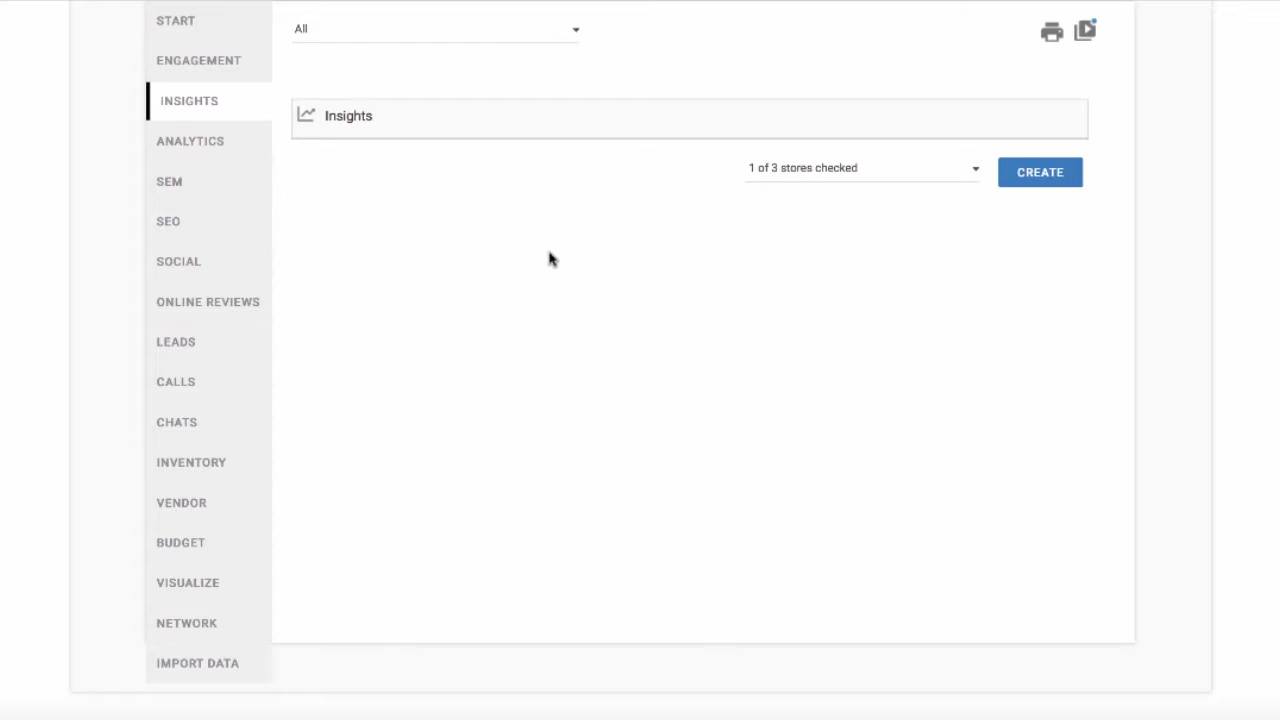 START
ENGAGEMENT
INSIGHTS
ANALYTICS
SEM
SEO
SOCIAL
ONLINE REVIEWS
LEADS
CALLS
CHATS
INVENTORY
VENDOR
BUDGET
VISUALIZE
NETWORK
IMPORT DATA
All
Insights
1 of 3 stores checked
CREATE